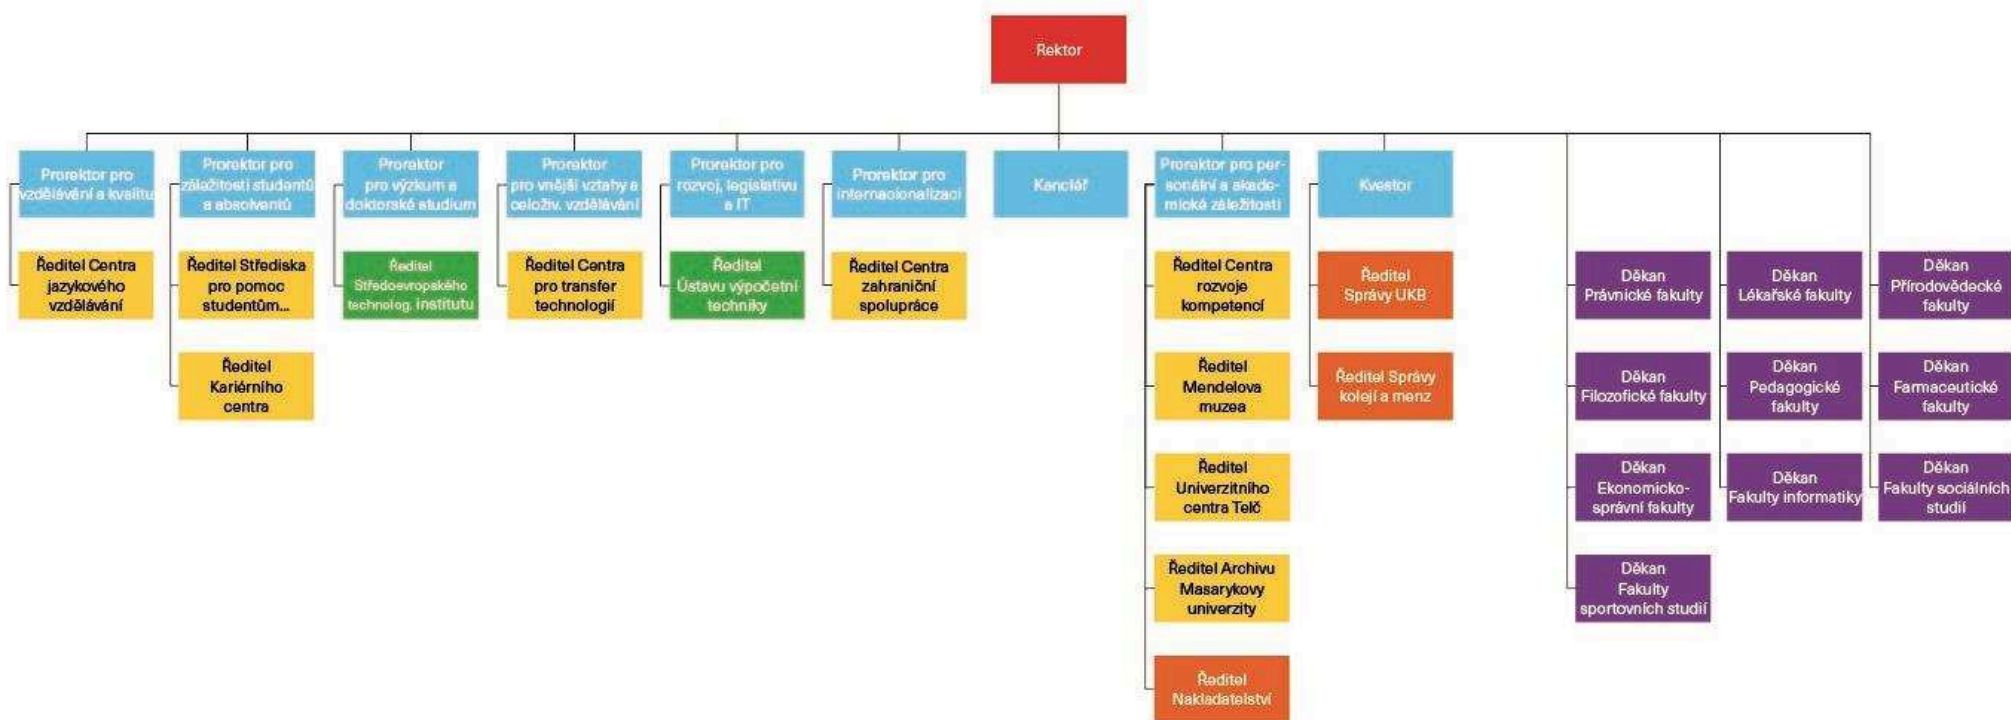 Rektor
Prorektor pro
vzdělávání a kvalitu
Prorektor pro
záležitosti studentů
a absolventů
Prorektor
pro výzkum a
doktorské studium
Prorektor
pro vnější vztahy a
celoživ. vzdělávání
Prorektor pro
rozvoj, legislativu
a IT
Prorektor pro
internacionalizaci
Kancléř
Prorektor pro per-
sonální a akade-
mické záležitosti
Kvestor
Ředitel Centra
jazykového
vzdělávání
Ředitel Střediska
pro pomoc
studentům...
Ředitel
Středoevropského
technolog. institutu
Ředitel Centra
pro transfer
technologií
Ředitel
Ústavu výpočetní
techniky
Ředitel Centra
zahraniční
spolupráce
Ředitel Centra
rozvoje
kompetencí
Ředitel
Správy UKB
Děkan
Právnické fakulty
Děkan
Lékařské fakulty
Děkan
Přírodovědecké
fakulty
Ředitel
Kariérního
centra
Ředitel
Mendelova
muzea
Ředitel Správy
kolejí a menz
Děkan
Filozofické fakulty
Děkan
Pedagogické
fakulty
Děkan
Farmaceutické
fakulty
Ředitel
Univerzitního
centra Telč
Děkan
Ekonomicko-
správní fakulty
Děkan
Fakulty informatiky
Děkan
Fakulty sociálních
studií
Ředitel Archivu
Masarykovy
univerzity
Děkan
Fakulty
sportovních studií
Ředitel
Nakladatelství